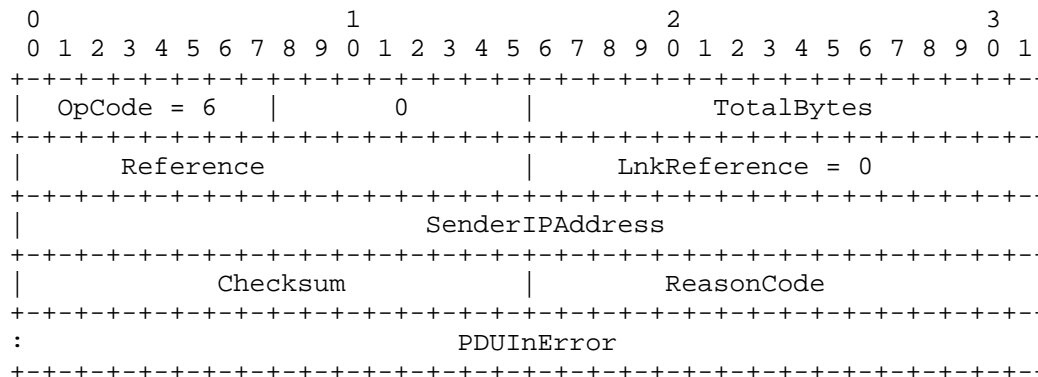 0                   1                   2                   3
 0 1 2 3 4 5 6 7 8 9 0 1 2 3 4 5 6 7 8 9 0 1 2 3 4 5 6 7 8 9 0 1
+-+-+-+-+-+-+-+-+-+-+-+-+-+-+-+-+-+-+-+-+-+-+-+-+-+-+-+-+-+-+-+-
|  OpCode = 6   |       0       |           TotalBytes
+-+-+-+-+-+-+-+-+-+-+-+-+-+-+-+-+-+-+-+-+-+-+-+-+-+-+-+-+-+-+-+-
|      Reference                |     LnkReference = 0
+-+-+-+-+-+-+-+-+-+-+-+-+-+-+-+-+-+-+-+-+-+-+-+-+-+-+-+-+-+-+-+-
|                         SenderIPAddress
+-+-+-+-+-+-+-+-+-+-+-+-+-+-+-+-+-+-+-+-+-+-+-+-+-+-+-+-+-+-+-+-
|            Checksum           |        ReasonCode
+-+-+-+-+-+-+-+-+-+-+-+-+-+-+-+-+-+-+-+-+-+-+-+-+-+-+-+-+-+-+-+-
:                           PDUInError
+-+-+-+-+-+-+-+-+-+-+-+-+-+-+-+-+-+-+-+-+-+-+-+-+-+-+-+-+-+-+-+-